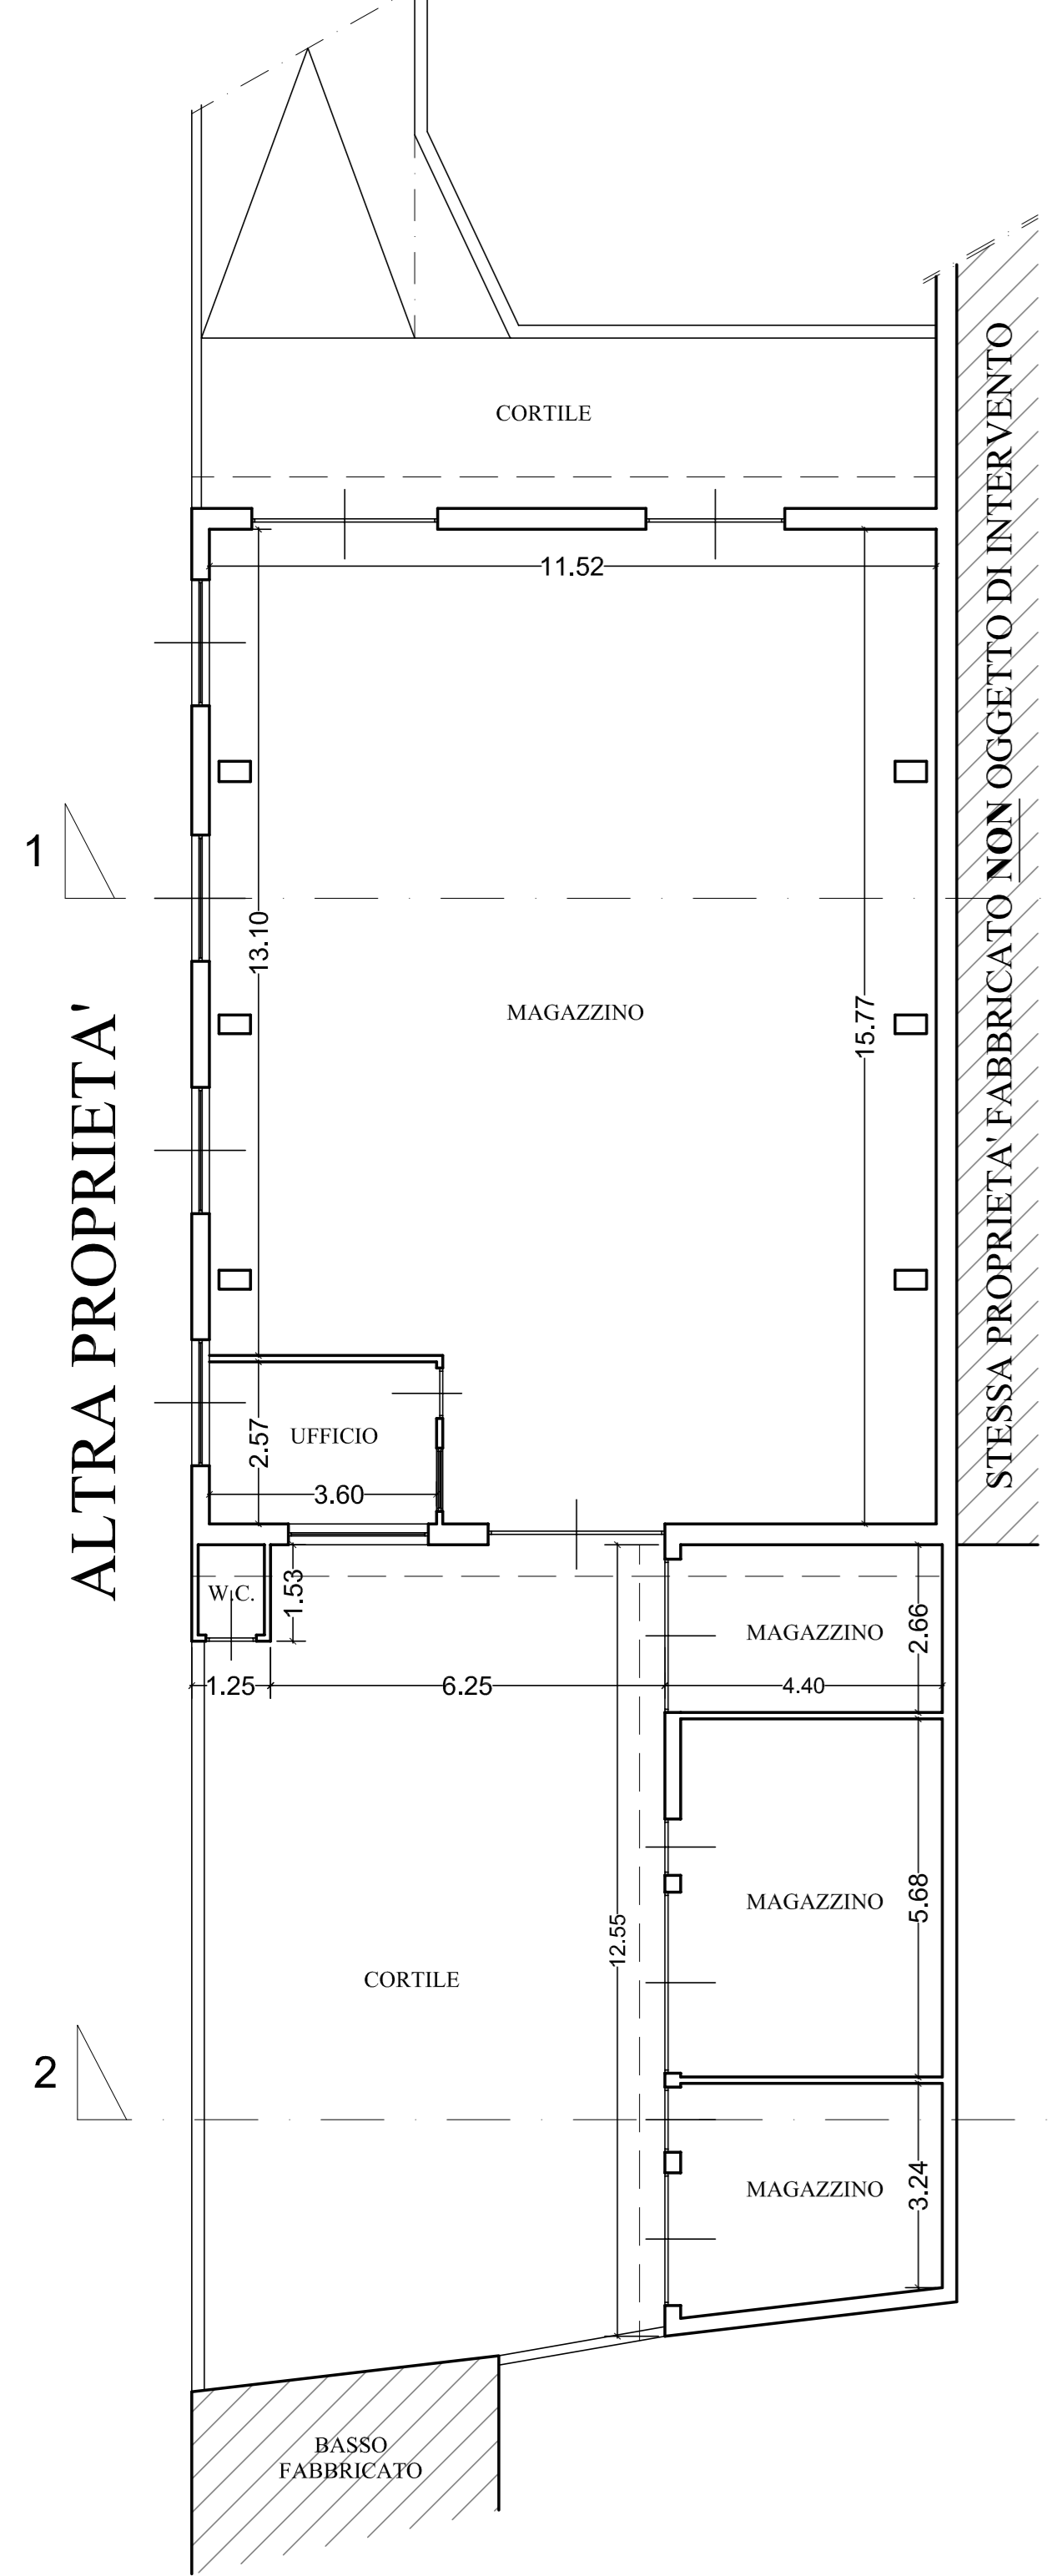 CORTILE
11.52
STESSA PROPRIETA' FABBRICATO NON OGGETTO DI INTERVENTO
1
13.10
MAGAZZINO
15.77
ALTRA PROPRIETA'
2.57
UFFICIO
3.60
W.C.
1.53
MAGAZZINO
2.66
1.25
6.25
4.40
MAGAZZINO
5.68
12.55
CORTILE
2
MAGAZZINO
3.24
BASSO
FABBRICATO